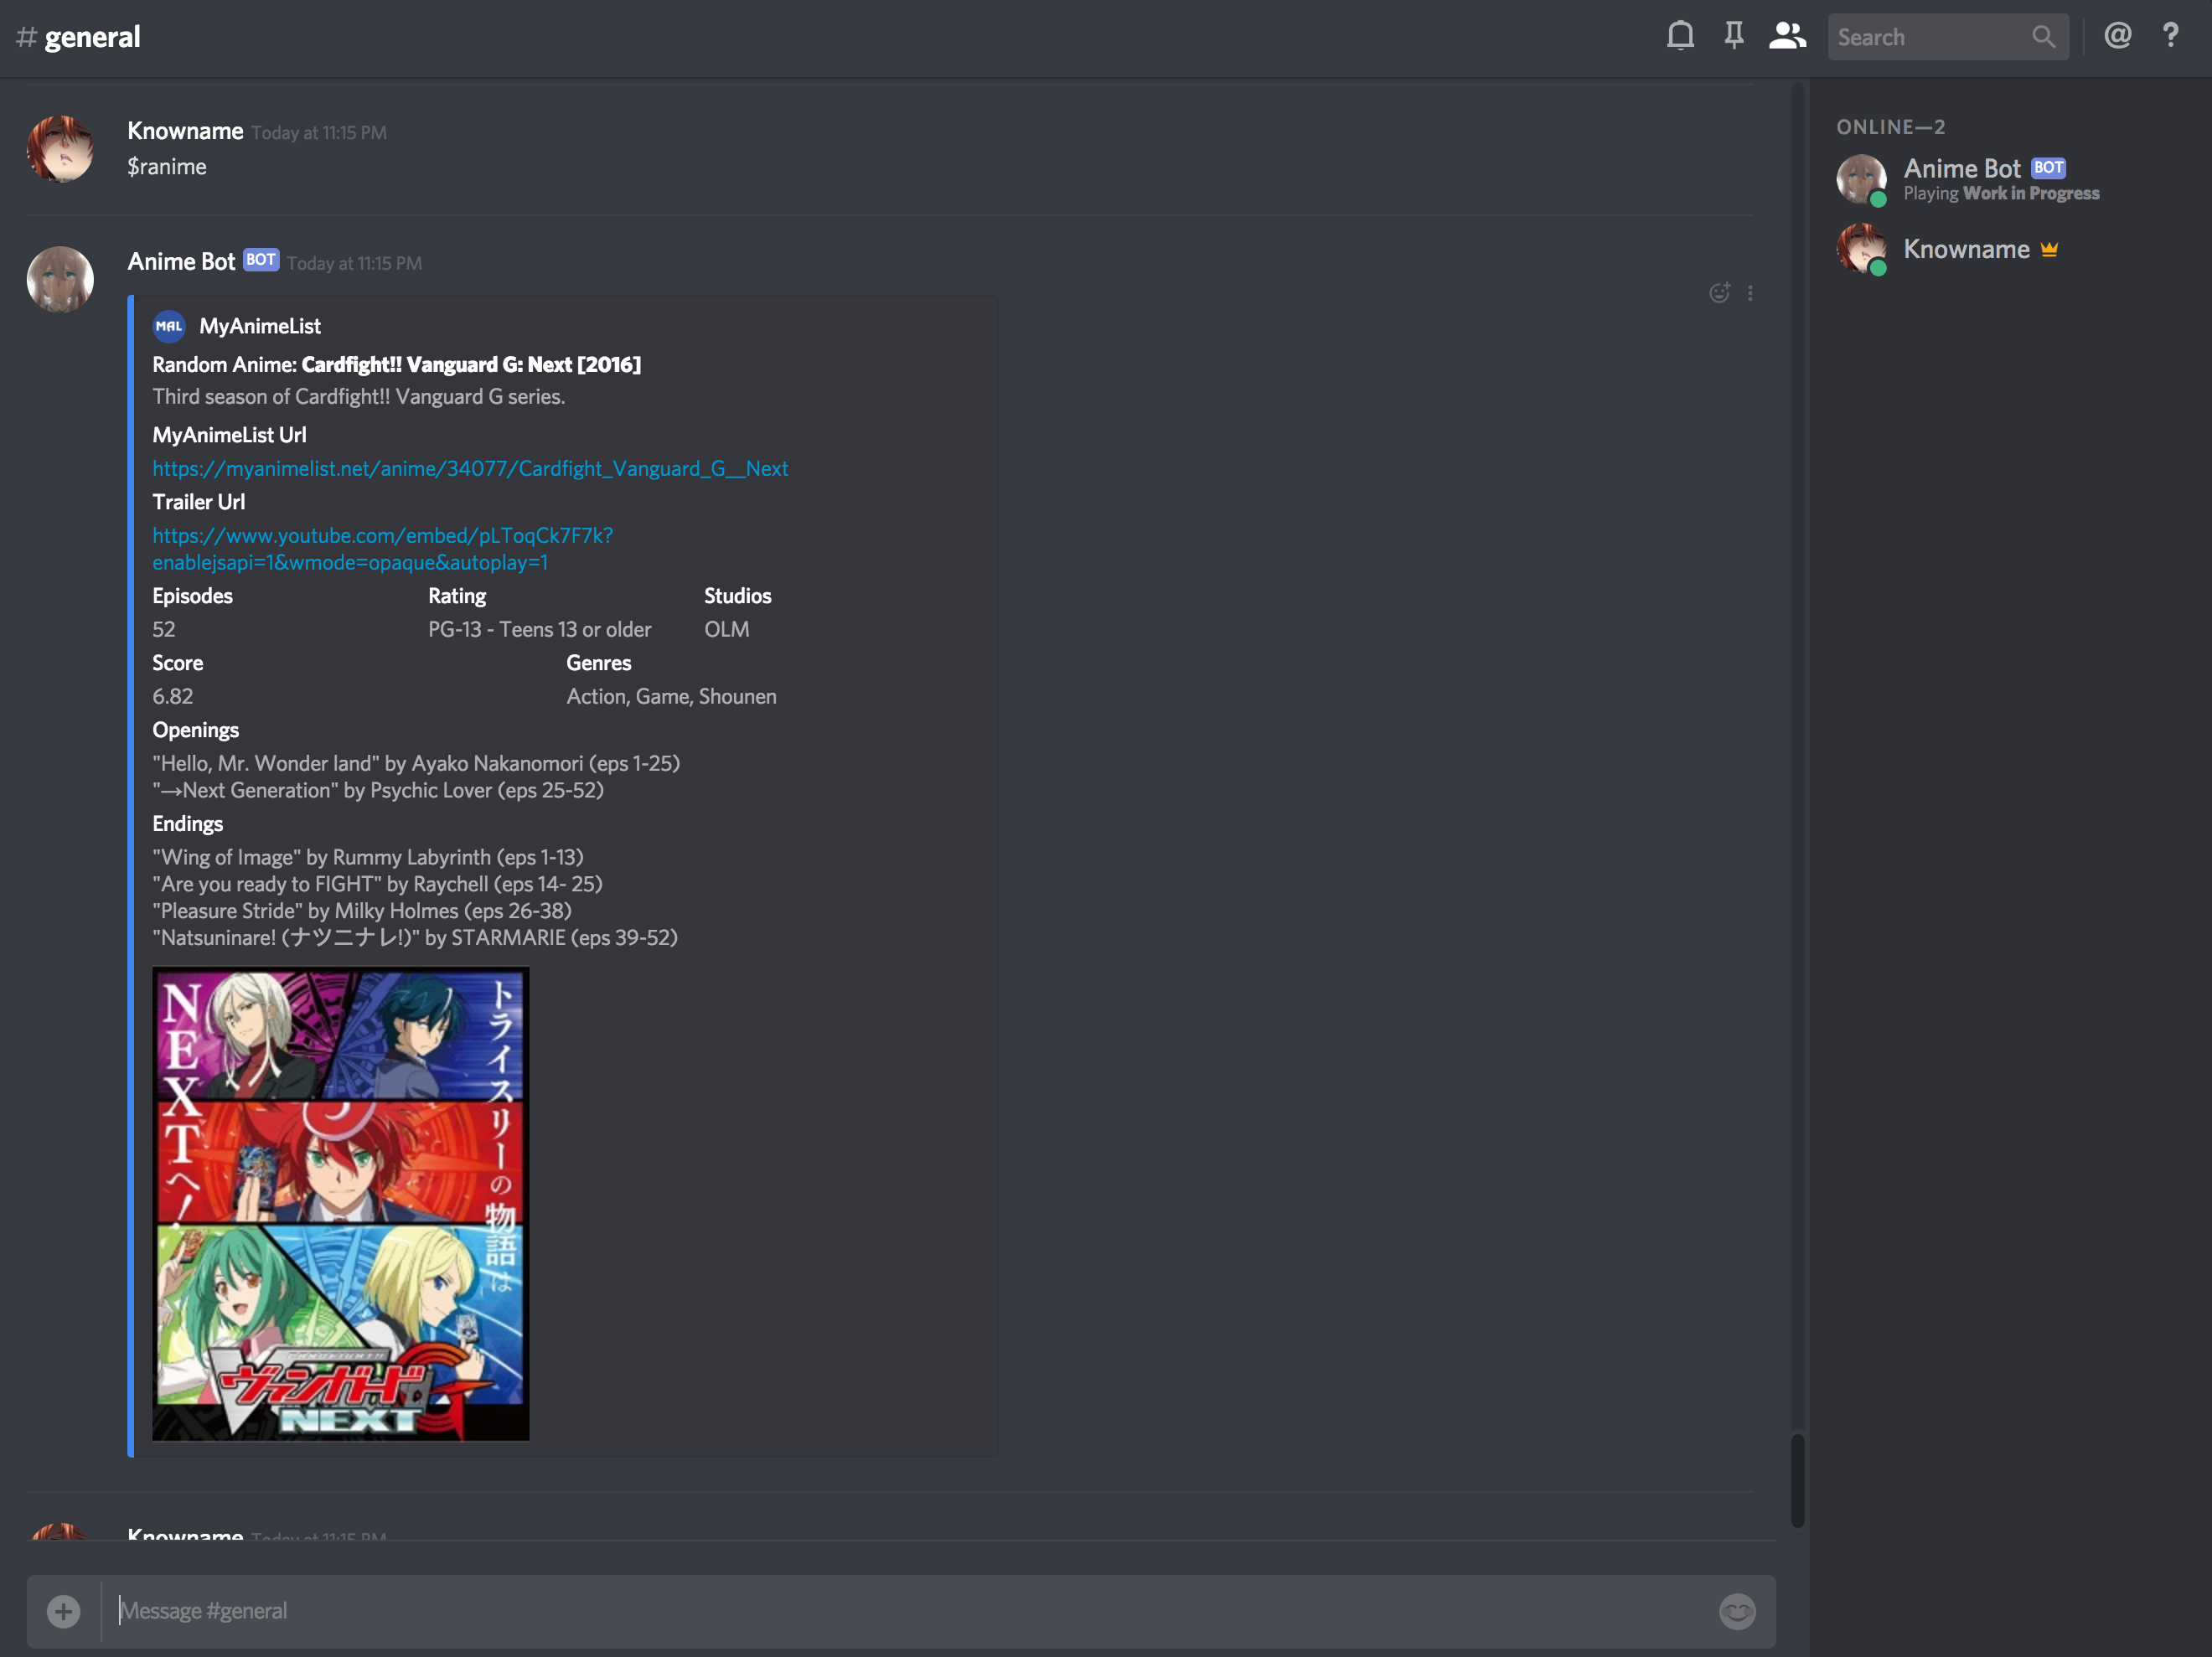 # general
Search
Knowname Today at 11:15 PM
$ranime
Anime Bot BOT Today at 11:15 PM
MAL MyAnimeList
Random Anime: Cardfight!! Vanguard G: Next [2016]
Third season of Cardfight!! Vanguard G series.
MyAnimeList Url
https://myanimelist.net/anime/34077/Cardfight_Vanguard_G__Next
Trailer Url
https://www.youtube.com/embed/pLToqCk7F7k?
enablejsapi=1&wmode=opaque&autoplay=1
Episodes Rating Studios
52 PG-13 - Teens 13 or older OLM
Score Genres
6.82 Action, Game, Shounen
Openings
"Hello, Mr. Wonder land" by Ayako Nakanomori (eps 1-25)
"→Next Generation" by Psychic Lover (eps 25-52)
Endings
"Wing of Image" by Rummy Labyrinth (eps 1-13)
"Are you ready to FIGHT" by Raychell (eps 14- 25)
"Pleasure Stride" by Milky Holmes (eps 26-38)
"Natsuninare! (ナツニナレ!)" by STARMARIE (eps 39-52)
トライスリーの物語は
NEXTへ!
ヴァンガードG
NEXT
Knowname Today at 11:15 PM
Message #general
ONLINE—2
Anime Bot BOT
Playing Work in Progress
Knowname